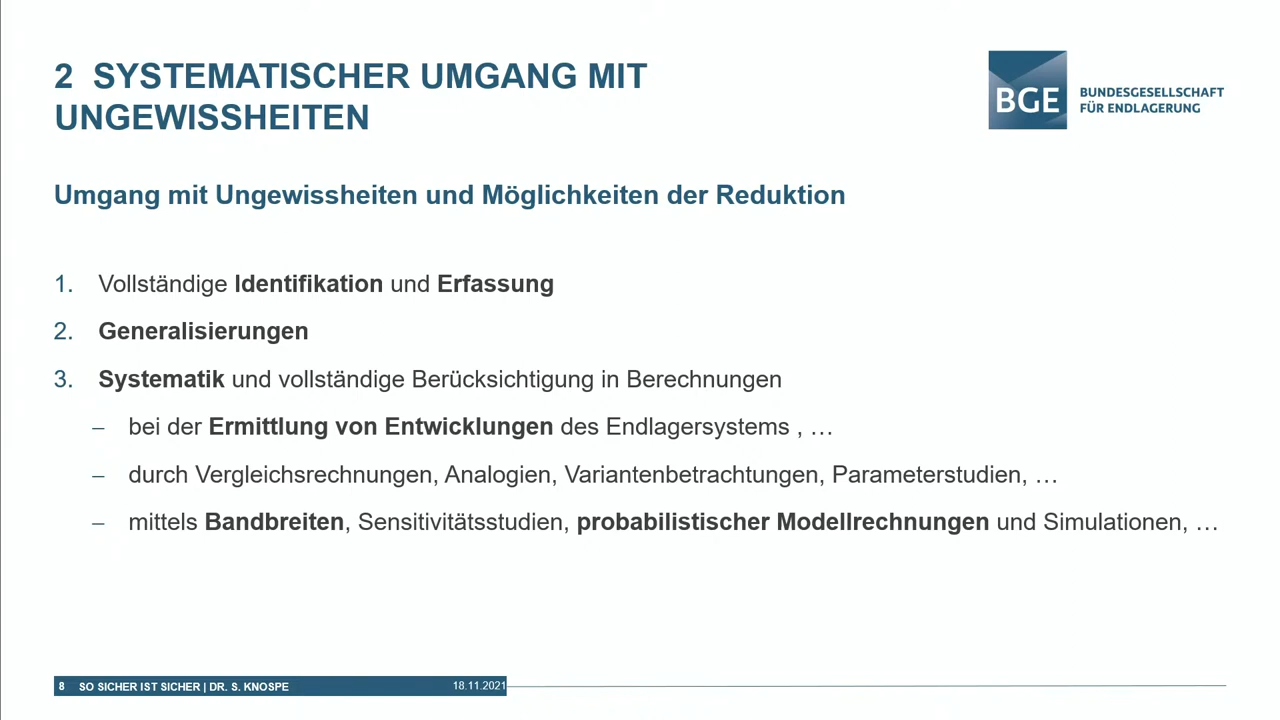 2 SYSTEMATISCHER UMGANG MIT
UNGEWISSHEITEN
BGE
BUNDESGESELLSCHAFT
FÜR ENDLAGERUNG
Umgang mit Ungewissheiten und Möglichkeiten der Reduktion
1. Vollständige Identifikation und Erfassung
2. Generalisierungen
3. Systematik und vollständige Berücksichtigung in Berechnungen
– bei der Ermittlung von Entwicklungen des Endlagersystems , …
– durch Vergleichsrechnungen, Analogien, Variantenbetrachtungen, Parameterstudien, …
– mittels Bandbreiten, Sensitivitätsstudien, probabilistischer Modellrechnungen und Simulationen, …
8 SO SICHER IST SICHER | DR. S. KNOSPE 18.11.2021